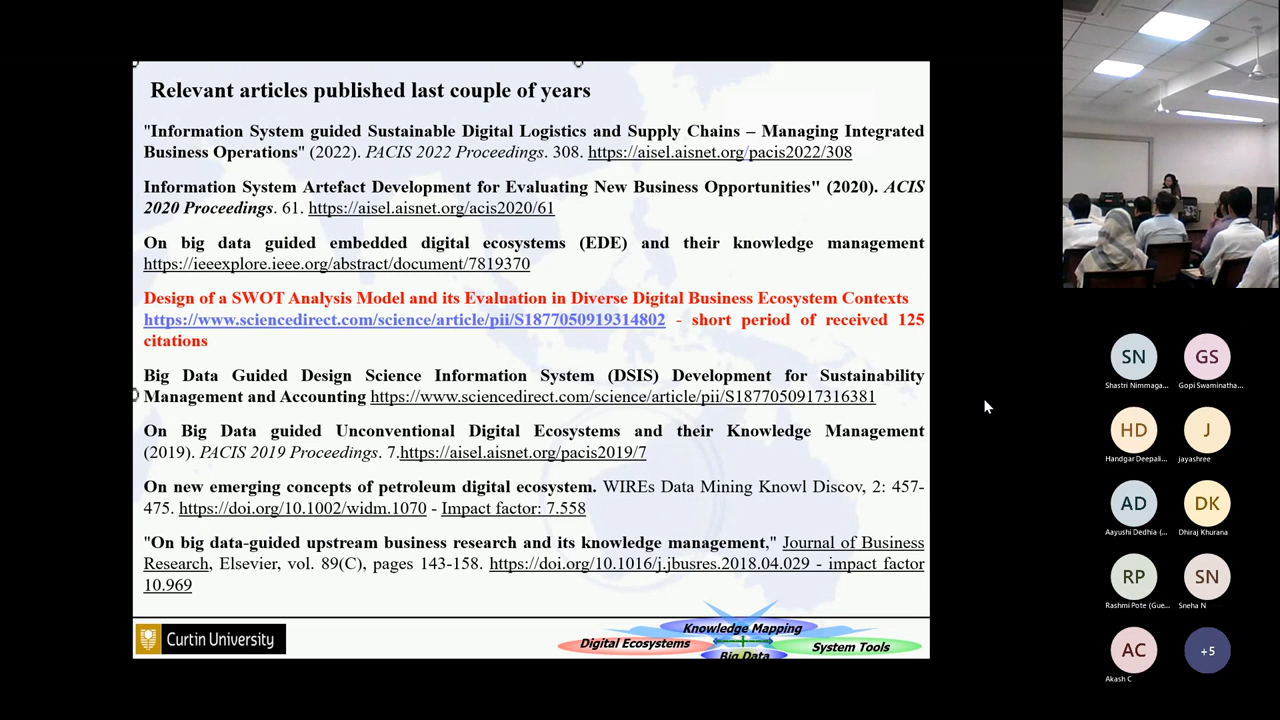 Relevant articles published last couple of years
"Information System guided Sustainable Digital Logistics and Supply Chains – Managing Integrated
Business Operations" (2022). PACIS 2022 Proceedings. 308. https://aisel.aisnet.org/pacis2022/308
Information System Artefact Development for Evaluating New Business Opportunities" (2020). ACIS
2020 Proceedings. 61. https://aisel.aisnet.org/acis2020/61
On big data guided embedded digital ecosystems (EDE) and their knowledge management
https://ieeexplore.ieee.org/abstract/document/7819370
Design of a SWOT Analysis Model and its Evaluation in Diverse Digital Business Ecosystem Contexts
https://www.sciencedirect.com/science/article/pii/S1877050919314802 - short period of received 125
citations
Big Data Guided Design Science Information System (DSIS) Development for Sustainability
Management and Accounting https://www.sciencedirect.com/science/article/pii/S1877050917316381
On Big Data guided Unconventional Digital Ecosystems and their Knowledge Management
(2019). PACIS 2019 Proceedings. 7.https://aisel.aisnet.org/pacis2019/7
On new emerging concepts of petroleum digital ecosystem. WIREs Data Mining Knowl Discov, 2: 457-
475. https://doi.org/10.1002/widm.1070 - Impact factor: 7.558
"On big data-guided upstream business research and its knowledge management," Journal of Business
Research, Elsevier, vol. 89(C), pages 143-158. https://doi.org/10.1016/j.jbusres.2018.04.029 - impact factor
10.969
Curtin University
Knowledge Mapping
Digital Ecosystems
System Tools
Big Data
SN
GS
Shastri Nimmaga...
Gopi Swaminatha...
HD
J
Handgar Deepali...
jayashree
AD
DK
Aayushi Dedhia (...
Dhiraj Khurana
RP
SN
Rashmi Pote (Gue...
Sneha N
AC
+5
Akash C